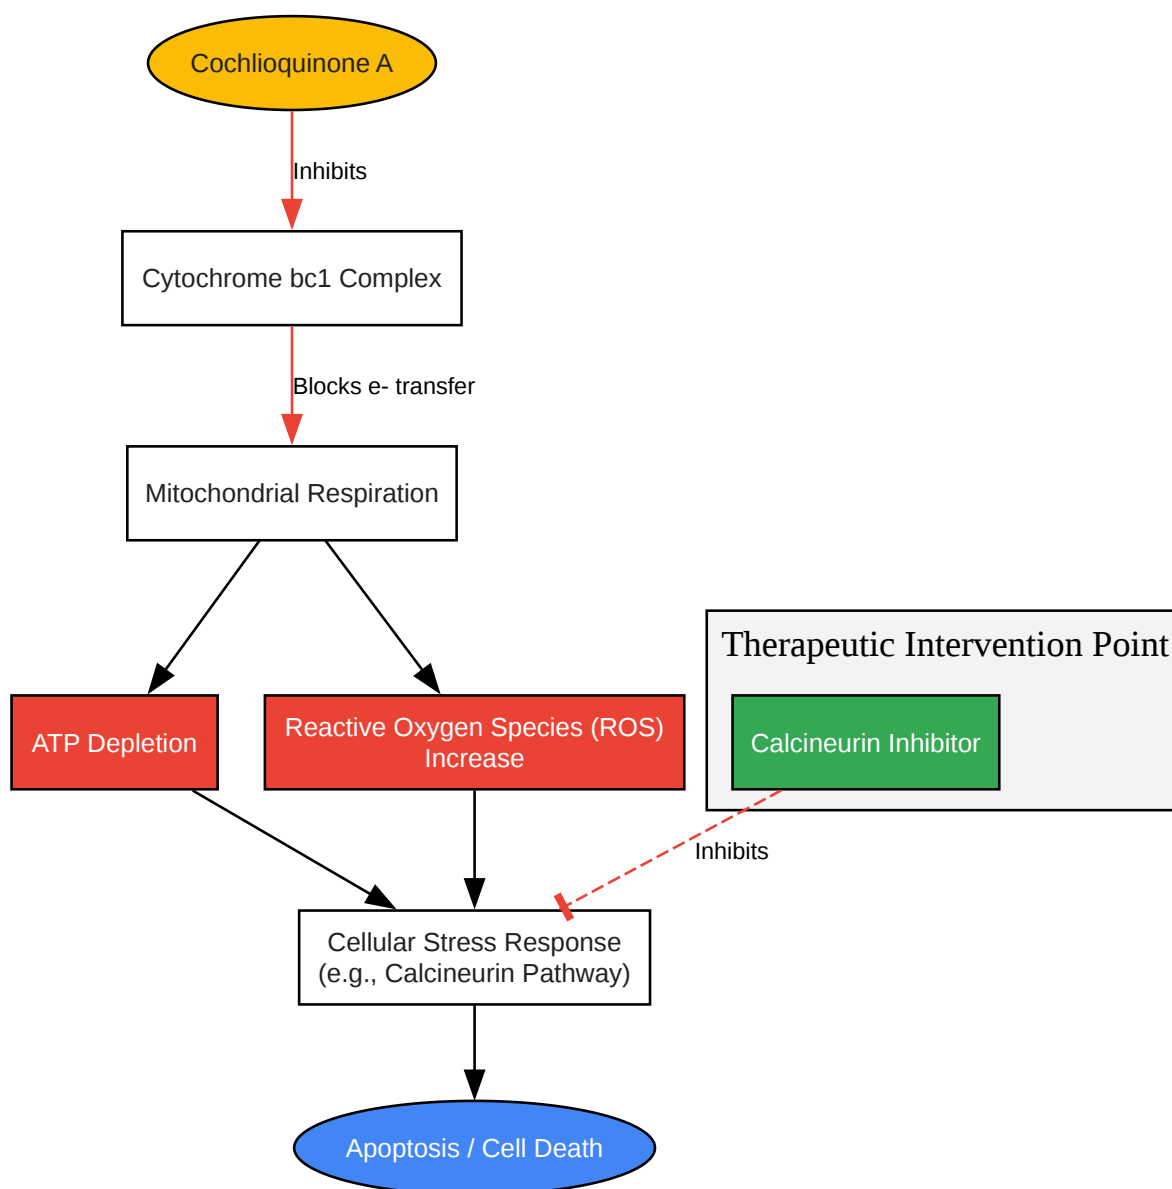 Cochlioquinone A
Inhibits
Cytochrome bc1 Complex
Blocks e- transfer
Mitochondrial Respiration
Therapeutic Intervention Point
ATP Depletion
Reactive Oxygen Species (ROS)
Increase
Calcineurin Inhibitor
Inhibits
Cellular Stress Response
(e.g., Calcineurin Pathway)
Apoptosis / Cell Death